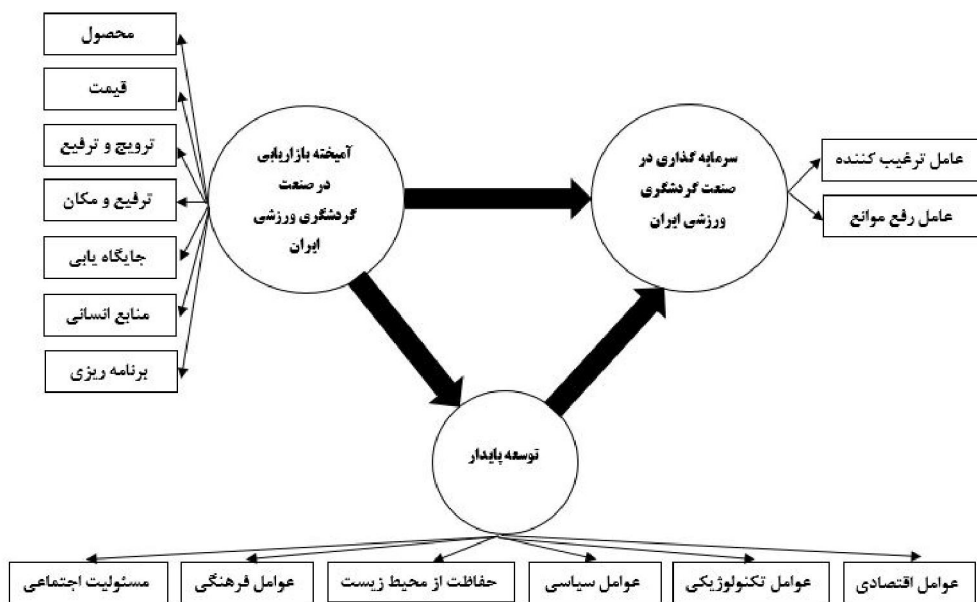 محصول
قیمت
ترویج و ترفیع
ترفیع و مکان
جایگاه یابی
منابع انسانی
برنامه ریزی
آمیخته بازاریابی
در صنعت
گردشگری ورزشی
ایران
سرمایه گذاری در
صنعت گردشگری
ورزشی ایران
عامل ترغیب کننده
عامل رفع موانع
توسعه پایدار
عوامل اقتصادی
عوامل تکنولوژیکی
عوامل سیاسی
حفاظت از محیط زیست
عوامل فرهنگی
مسئولیت اجتماعی